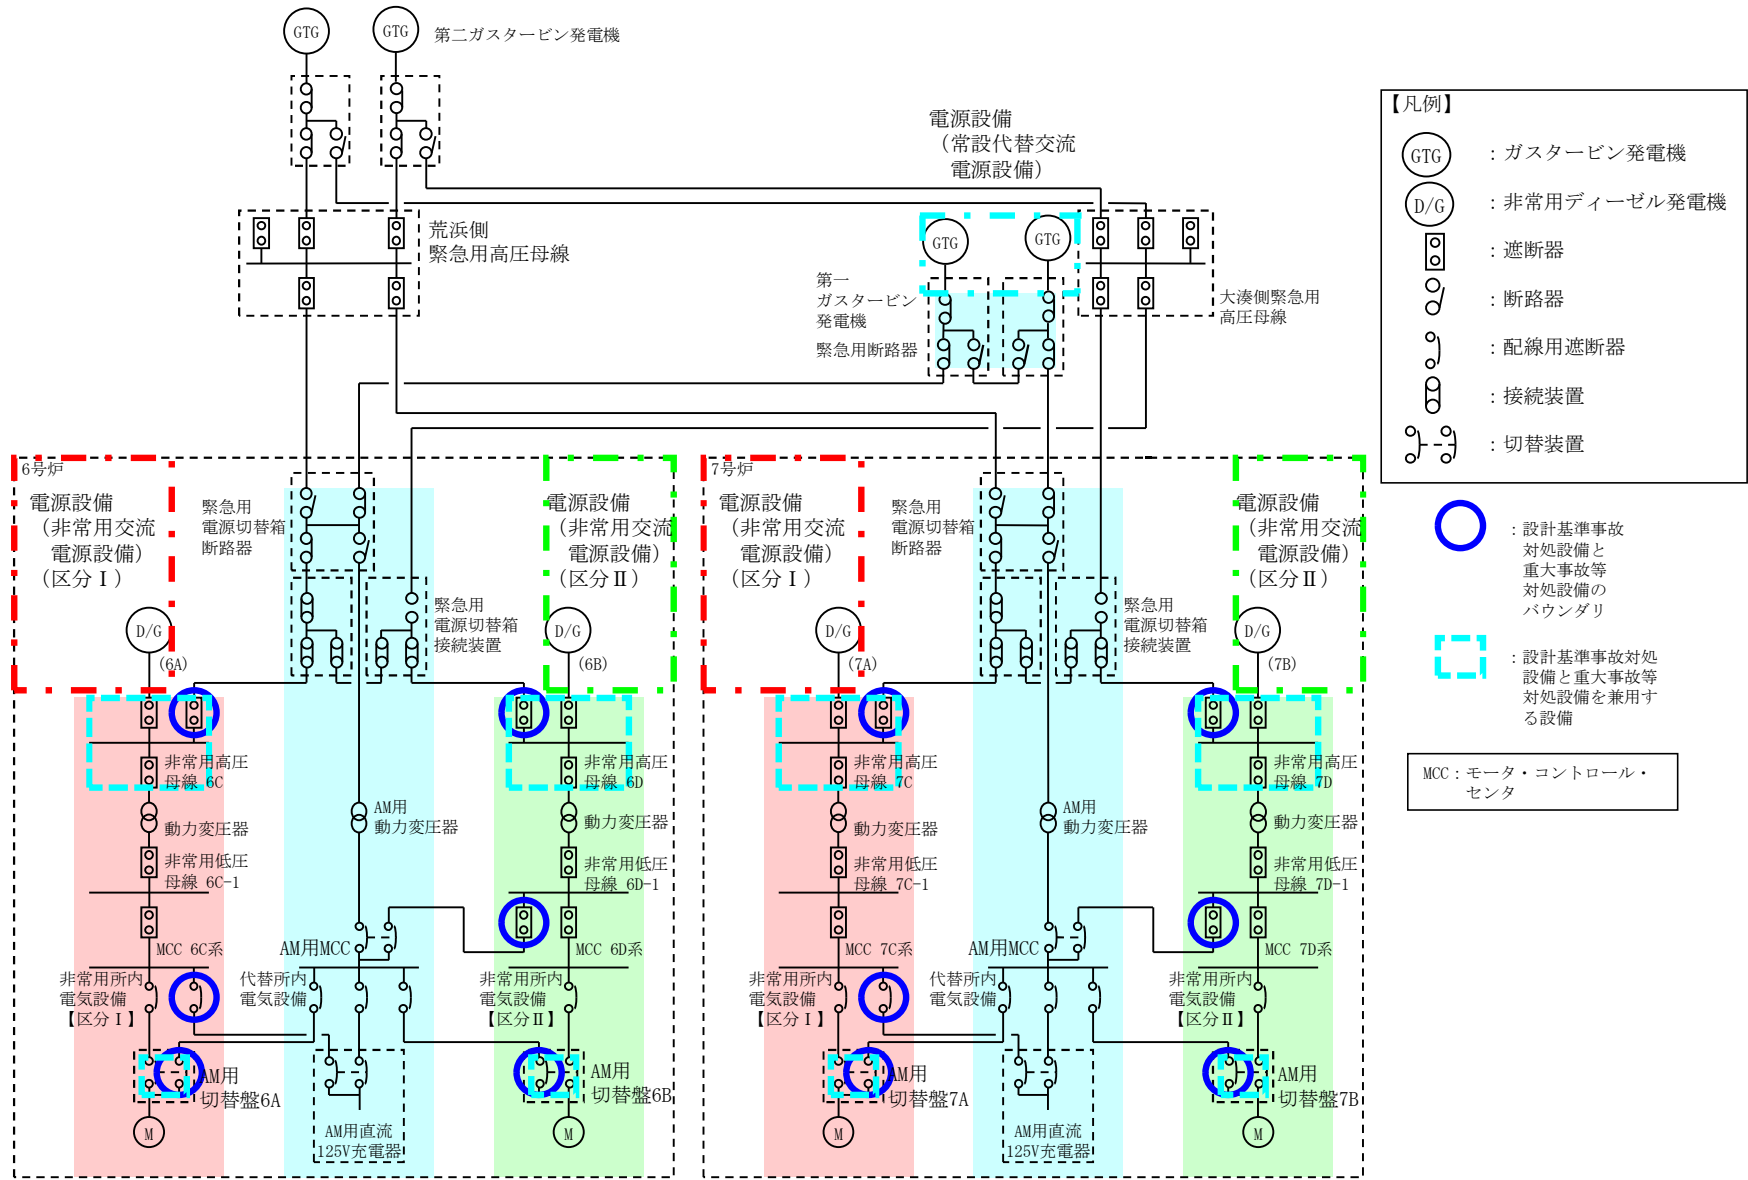 GTG
GTG
第二ガスタービン発電機
電源設備
（常設代替交流
電源設備）
荒浜側
緊急用高圧母線
GTG
GTG
第一
ガスタービン
発電機
緊急用断路器
大湊側緊急用
高圧母線
【凡例】
GTG
：ガスタービン発電機
D/G
：非常用ディーゼル発電機
：遮断器
：断路器
：配線用遮断器
：接続装置
：切替装置
：設計基準事故
対処設備と
重大事故等
対処設備の
バウンダリ
：設計基準事故対処
設備と重大事故等
対処設備を兼用す
る設備
MCC：モータ・コントロール・
センタ
6号炉
電源設備
（非常用交流
電源設備）
（区分Ⅰ）
緊急用
電源切替箱
断路器
電源設備
（非常用交流
電源設備）
（区分Ⅱ）
緊急用
電源切替箱
接続装置
D/G
(6A)
D/G
(6B)
非常用高圧
母線 6C
動力変圧器
非常用低圧
母線 6C-1
MCC 6C系
非常用所内
電気設備
【区分Ⅰ】
AM用
切替盤6A
M
AM用
動力変圧器
AM用MCC
代替所内
電気設備
AM用直流
125V充電器
非常用高圧
母線 6D
動力変圧器
非常用低圧
母線 6D-1
MCC 6D系
非常用所内
電気設備
【区分Ⅱ】
AM用
切替盤6B
M
7号炉
電源設備
（非常用交流
電源設備）
（区分Ⅰ）
緊急用
電源切替箱
断路器
電源設備
（非常用交流
電源設備）
（区分Ⅱ）
緊急用
電源切替箱
接続装置
D/G
(7A)
D/G
(7B)
非常用高圧
母線 7C
動力変圧器
非常用低圧
母線 7C-1
MCC 7C系
非常用所内
電気設備
【区分Ⅰ】
AM用
切替盤7A
M
AM用
動力変圧器
AM用MCC
代替所内
電気設備
AM用直流
125V充電器
非常用高圧
母線 7D
動力変圧器
非常用低圧
母線 7D-1
MCC 7D系
非常用所内
電気設備
【区分Ⅱ】
AM用
切替盤7B
M